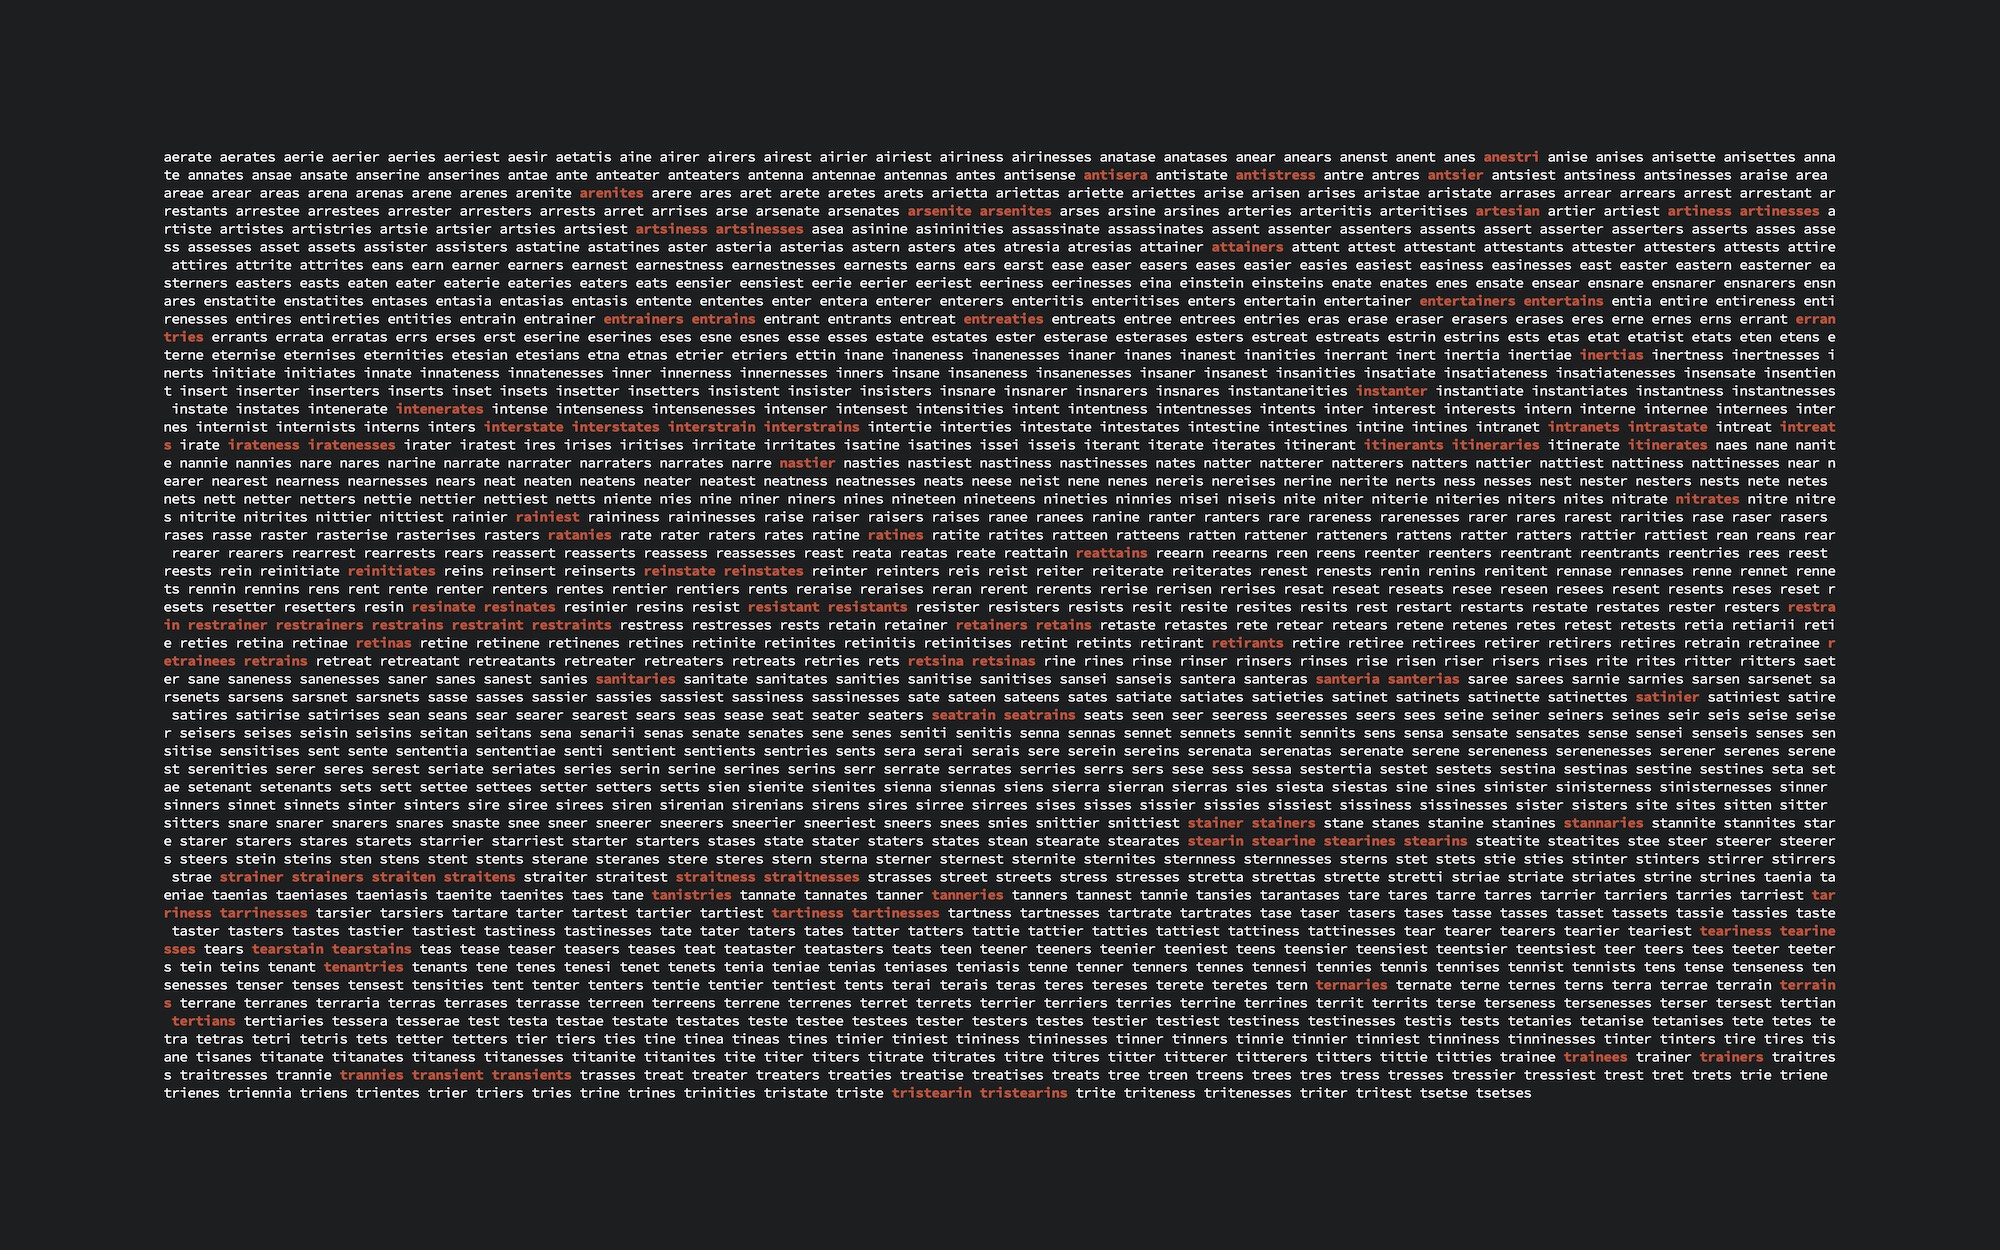 aerate aerates aerie aerier aeries aeriest aesir aetatis aine airer airers airest airier airiest airiness airinesses anatase anatases anear anears anenst anent anes anestri anise anises anisette anisettes anna
te annates ansae ansate anserine anserines antae ante anteater anteaters antenna antennae antennas antes antisense antisera antistate antistress antre antres antsier antsiest antsiness antsinesses araise area
areae arear areas arena arenas arene arenes arenite arenites arere ares aret arete aretes arets arietta ariettas ariette ariettes arise arisen arises aristae aristate arrases arrear arrears arrest arrestant ar
restants arrestee arrestees arrester arresters arrests arret arrises arse arsenate arsenates arsenite arsenites arses arsine arsines arteries arteritis arteritises artesian artier artiest artiness artinesses a
rtiste artistes artistries artsie artsier artsies artsiest artsiness artsinesses asea asinine asininities assassinate assassinates assent assenter assenters assents assert asserter asserters asserts asses asse
ss assesses asset assets assister assisters astatine astatines aster asteria asterias astern asters ates atresia atresias attainer attainers attent attest attestant attestants attester attesters attests attire
attires attrite attrites eans earn earner earners earnest earnestness earnestnesses earnests earns ears earst ease easer easers eases easier easies easiest easiness easinesses east easter eastern easterner ea
sterners easters easts eaten eater eaterie eateries eaters eats eensier eensiest eerie eerier eeriest eeriness eerinesses eina einstein einsteins enate enates enes ensate ensear ensnare ensnarer ensnarers ensn
ares enstatite enstatites entases entasia entasias entasis entente ententes enter entera enterer enterers enteritis enteritises enters entertain entertainer entertainers entertains entia entire entireness enti
renesses entires entireties entities entrain entrainer entrainers entrains entrant entrants entreat entreaties entreats entree entrees entries eras erase eraser erasers erases eres erne ernes erns errant erran
tries errants errata erratas errs erses erst eserine eserines eses esne esnes esse esses estate estates ester esterase esterases esters estreat estreats estrin estrins ests etas etat etatist etats eten etens e
terne eternise eternises eternities etesian etesians etna etnas etrier etriers ettin inane inaneness inanenesses inaner inanes inanest inanities inerrant inert inertia inertiae inertias inertness inertnesses i
nerts initiate initiates innate innateness innatenesses inner innerness innernesses inners insane insaneness insanenesses insaner insanest insanities insatiate insatiateness insatiatenesses insensate insentien
t insert inserter inserters inserts inset insets insetter insetters insistent insister insisters insnare insnarer insnarers insnares instantaneities instanter instantiate instantiates instantness instantnesses
instate instates intenerate intenerates intense intenseness intensenesses intenser intensest intensities intent intentness intentnesses intents inter interest interests intern interne internee internees inter
nes internist internists interns inters interstate interstates interstrain interstrains intertie interties intestate intestates intestine intestines intine intines intranet intranets intrastate intreat intreat
s irate irateness iratenesses irater iratest ires irises iritises irritate irritates isatine isatines issei isseis iterant iterate iterates itinerant itinerants itineraries itinerate itinerates naes nane nanit
e nannie nannies nare nares narine narrate narrater narraters narrates narre nastier nasties nastiest nastiness nastinesses nates natter natterer natterers natters nattier nattiest nattiness nattinesses near n
earer nearest nearness nearnesses nears neat neaten neatens neater neatest neatness neatnesses neats neese neist nene nenes nereis nereises nerine nerite nerts ness nesses nest nester nesters nests nete netes
nets nett netter netters nettie nettier nettiest netts niente nies nine niner niners nines nineteen nineteens nineties ninnies nisei niseis nite niter niterie niteries niters nites nitrate nitrates nitre nitre
s nitrite nitrites nittier nittiest rainier rainiest raininess raininesses raise raiser raisers raises ranee ranees ranine ranter ranters rare rareness rarenesses rarer rares rarest rarities rase raser rasers
rases rasse raster rasterise rasterises rasters ratanies rate rater raters rates ratine ratines ratite ratites ratteen ratteens ratten rattener ratteners rattens ratter ratters rattier rattiest rean reans rear
rearer rearers rearrest rearrests rears reassert reasserts reassess reassesses reast reata reatas reate reattain reattains reearn reearns reen reens reenter reenters reentrant reentrants reentries rees reest
reests rein reinitiate reinitiates reins reinsert reinserts reinstate reinstates reinter reinters reis reist reiter reiterate reiterates renest renests renin renins renitent rennase rennases renne rennet renne
ts rennin rennins rens rent rente renter renters rentes rentier rentiers rents reraise reraises reran rerent rerents rerise rerisen rerises resat reseat reseats resee reseen resees resent resents reses reset r
esets resetter resetters resin resinate resinates resinier resins resist resistant resistants resister resisters resists resit resite resites resits rest restart restarts restate restates rester resters restra
in restrainer restrainers restrains restraint restraints restress restresses rests retain retainer retainers retains retaste retastes rete retear retears retene retenes retes retest retests retia retiarii reti
e reties retina retinae retinas retine retinene retinenes retines retinite retinites retinitis retinitises retint retints retirant retirants retire retiree retirees retirer retirers retires retrain retrainee r
etrainees retrains retreat retreatant retreatants retreater retreaters retreats retries rets retsina retsinas rine rines rinse rinser rinsers rinses rise risen riser risers rises rite rites ritter ritters saet
er sane saneness sanenesses saner sanes sanest sanies sanitaries sanitate sanitates sanities sanitise sanitises sansei sanseis santera santeras santeria santerias saree sarees sarnie sarnies sarsen sarsenet sa
rsenets sarsens sarsnet sarsnets sasse sasses sassier sassies sassiest sassiness sassinesses sate sateen sateens sates satiate satiates satieties satinet satinets satinette satinettes satinier satiniest satire
satires satirise satirises sean seans sear searer searest sears seas sease seat seater seaters seatrain seatrains seats seen seer seeress seeresses seers sees seine seiner seiners seines seir seis seise seise
r seisers seises seisin seisins seitan seitans sena senarii senas senate senates sene senes seniti senitis senna sennas sennet sennets sennit sennits sens sensa sensate sensates sense sensei senseis senses sen
sitise sensitises sent sente sententia sententiae senti sentient sentients sentries sents sera serai serais sere serein sereins serenata serenatas serenate serene sereneness serenenesses serener serenes serene
st serenities serer seres serest seriate seriates series serin serine serines serins serr serrate serrates serries serrs sers sese sess sessa sestertia sestet sestets sestina sestinas sestine sestines seta set
ae setenant setenants sets sett settee settees setter setters setts sien sienite sienites sienna siennas siens sierra sierran sierras sies siesta siestas sine sines sinister sinisterness sinisternesses sinner
sinners sinnet sinnets sinter sinters sire siree sirees siren sirenian sirenians sirens sires sirree sirrees sises sisses sissier sissies sissiest sissiness sissinesses sister sisters site sites sitten sitter
sitters snare snarer snarers snares snaste snee sneer sneerer sneerers sneerier sneeriest sneers snees snies snittier snittiest stainer stainers stane stanes stanine stanines stannaries stannite stannites star
e starer starers stares starets starrier starriest starter starters stases state stater staters states stean stearate stearates stearin stearine stearines stearins steatite steatites stee steer steerer steerer
s steers stein steins sten stens stent stents sterane steranes stere steres stern sterna sterner sternest sternite sternites sternness sternnesses sterns stet stets stie sties stinter stinters stirrer stirrers
strae strainer strainers straiten straitens straiter straitest straitness straitnesses strasses street streets stress stresses stretta strettas strette stretti striae striate striates strine strines taenia ta
eniae taenias taeniases taeniasis taenite taenites taes tane tanistries tannate tannates tanner tanneries tanners tannest tannie tansies tarantases tare tares tarre tarres tarrier tarriers tarries tarriest tar
riness tarrinesses tarsier tarsiers tartare tarter tartest tartier tartiest tartiness tartinesses tartness tartnesses tartrate tartrates tase taser tasers tases tasse tasses tasset tassets tassie tassies taste
taster tasters tastes tastier tastiest tastiness tastinesses tate tater taters tates tatter tatters tattie tattier tatties tattiest tattiness tattinesses tear tearer tearers tearier teariest teariness tearine
sses tears tearstain tearstains teas tease teaser teasers teases teat teataster teatasters teats teen teener teeners teenier teeniest teens teensier teensiest teentsier teentsiest teer teers tees teeter teeter
s tein teins tenant tenantries tenants tene tenes tenesi tenet tenets tenia teniae tenias teniases teniasis tenne tenner tenners tennes tennesi tennies tennis tennises tennist tennists tens tense tenseness ten
senesses tenser tenses tensest tensities tent tenter tenters tentie tentier tentiest tents terai terais teras teres tereses terete teretes tern ternaries ternate terne ternes terns terra terrae terrain terrain
s terrane terranes terraria terras terrases terrasse terreen terreens terrene terrenes terret terrets terrier terriers terries terrine terrines territ territs terse terseness tersenesses terser tersest tertian
tertians tertiaries tessera tesserae test testa testae testate testates teste testee testees tester testers testes testier testiest testiness testinesses testis tests tetanies tetanise tetanises tete tetes te
tra tetras tetri tetris tets tetter tetters tier tiers ties tine tinea tineas tines tinier tiniest tininess tininesses tinner tinners tinnie tinnier tinniest tinniness tinninesses tinter tinters tire tires tis
ane tisanes titanate titanates titaness titanesses titanite titanites tite titer titers titrate titrates titre titres titter titterer titterers titters tittie titties trainee trainees trainer trainers traitres
s traitresses trannie trannies transient transients trasses treat treater treaters treaties treatise treatises treats tree treen treens trees tres tress tresses tressier tressiest trest tret trets trie triene
trienes triennia triens trientes trier triers tries trine trines trinities tristate triste tristearin tristearins trite triteness tritenesses triter tritest tsetse tsetses